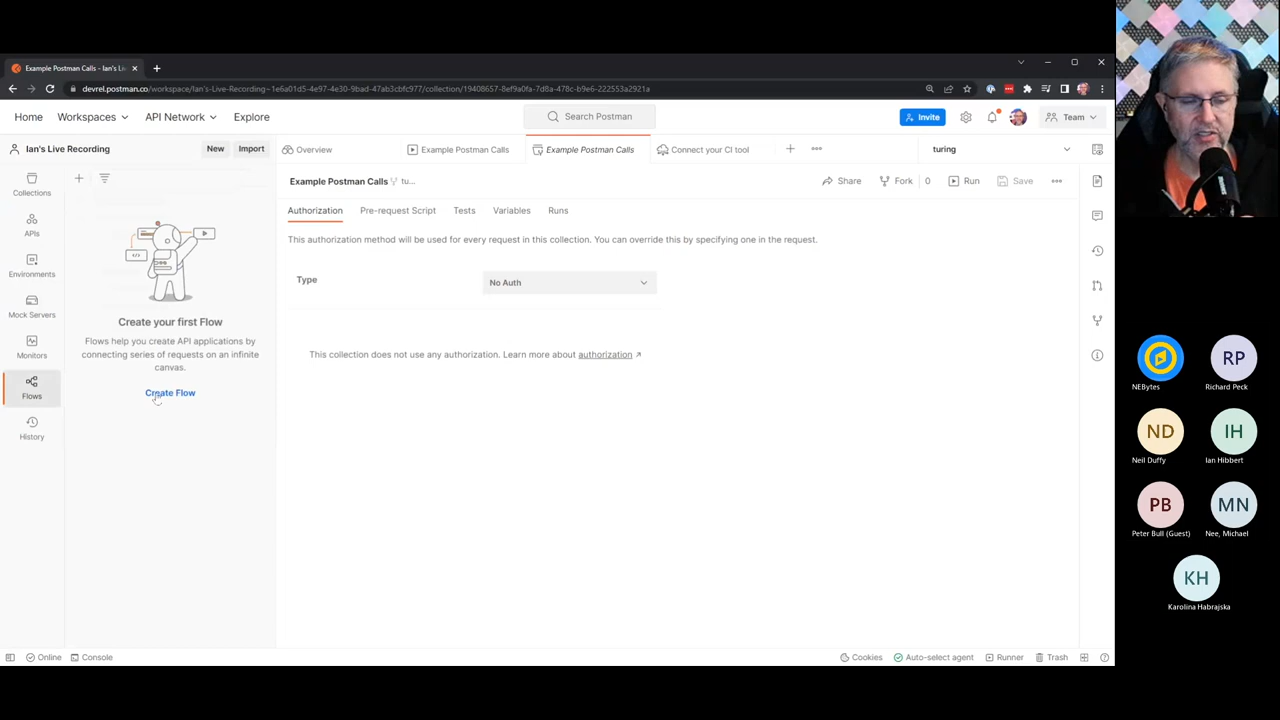 Example Postman Calls - Ian's Liv
devrel.postman.co/workspace/Ian's-Live-Recording~1e6a01d5-4e97-4e30-9bad-47ab3cbfc977/collection/19408657-8ef9a0fa-7d8a-478c-b9e6-222553a2921a
Home
Workspaces
API Network
Explore
Search Postman
Invite
Team
Ian's Live Recording
New
Import
Overview
Example Postman Calls
Example Postman Calls
Connect your CI tool
turing
Collections
APIs
Environments
Mock Servers
Monitors
Flows
History
Create your first Flow
Flows help you create API applications by
connecting series of requests on an infinite
canvas.
Create Flow
Example Postman Calls
tu...
Share
Fork
0
Run
Save
Authorization
Pre-request Script
Tests
Variables
Runs
This authorization method will be used for every request in this collection. You can override this by specifying one in the request.
Type
No Auth
This collection does not use any authorization. Learn more about authorization
Online
Console
Cookies
Auto-select agent
Runner
Trash
NEBytes
RP
Richard Peck
ND
Neil Duffy
IH
Ian Hibbert
PB
Peter Bull (Guest)
MN
Nee, Michael
KH
Karolina Habrajska